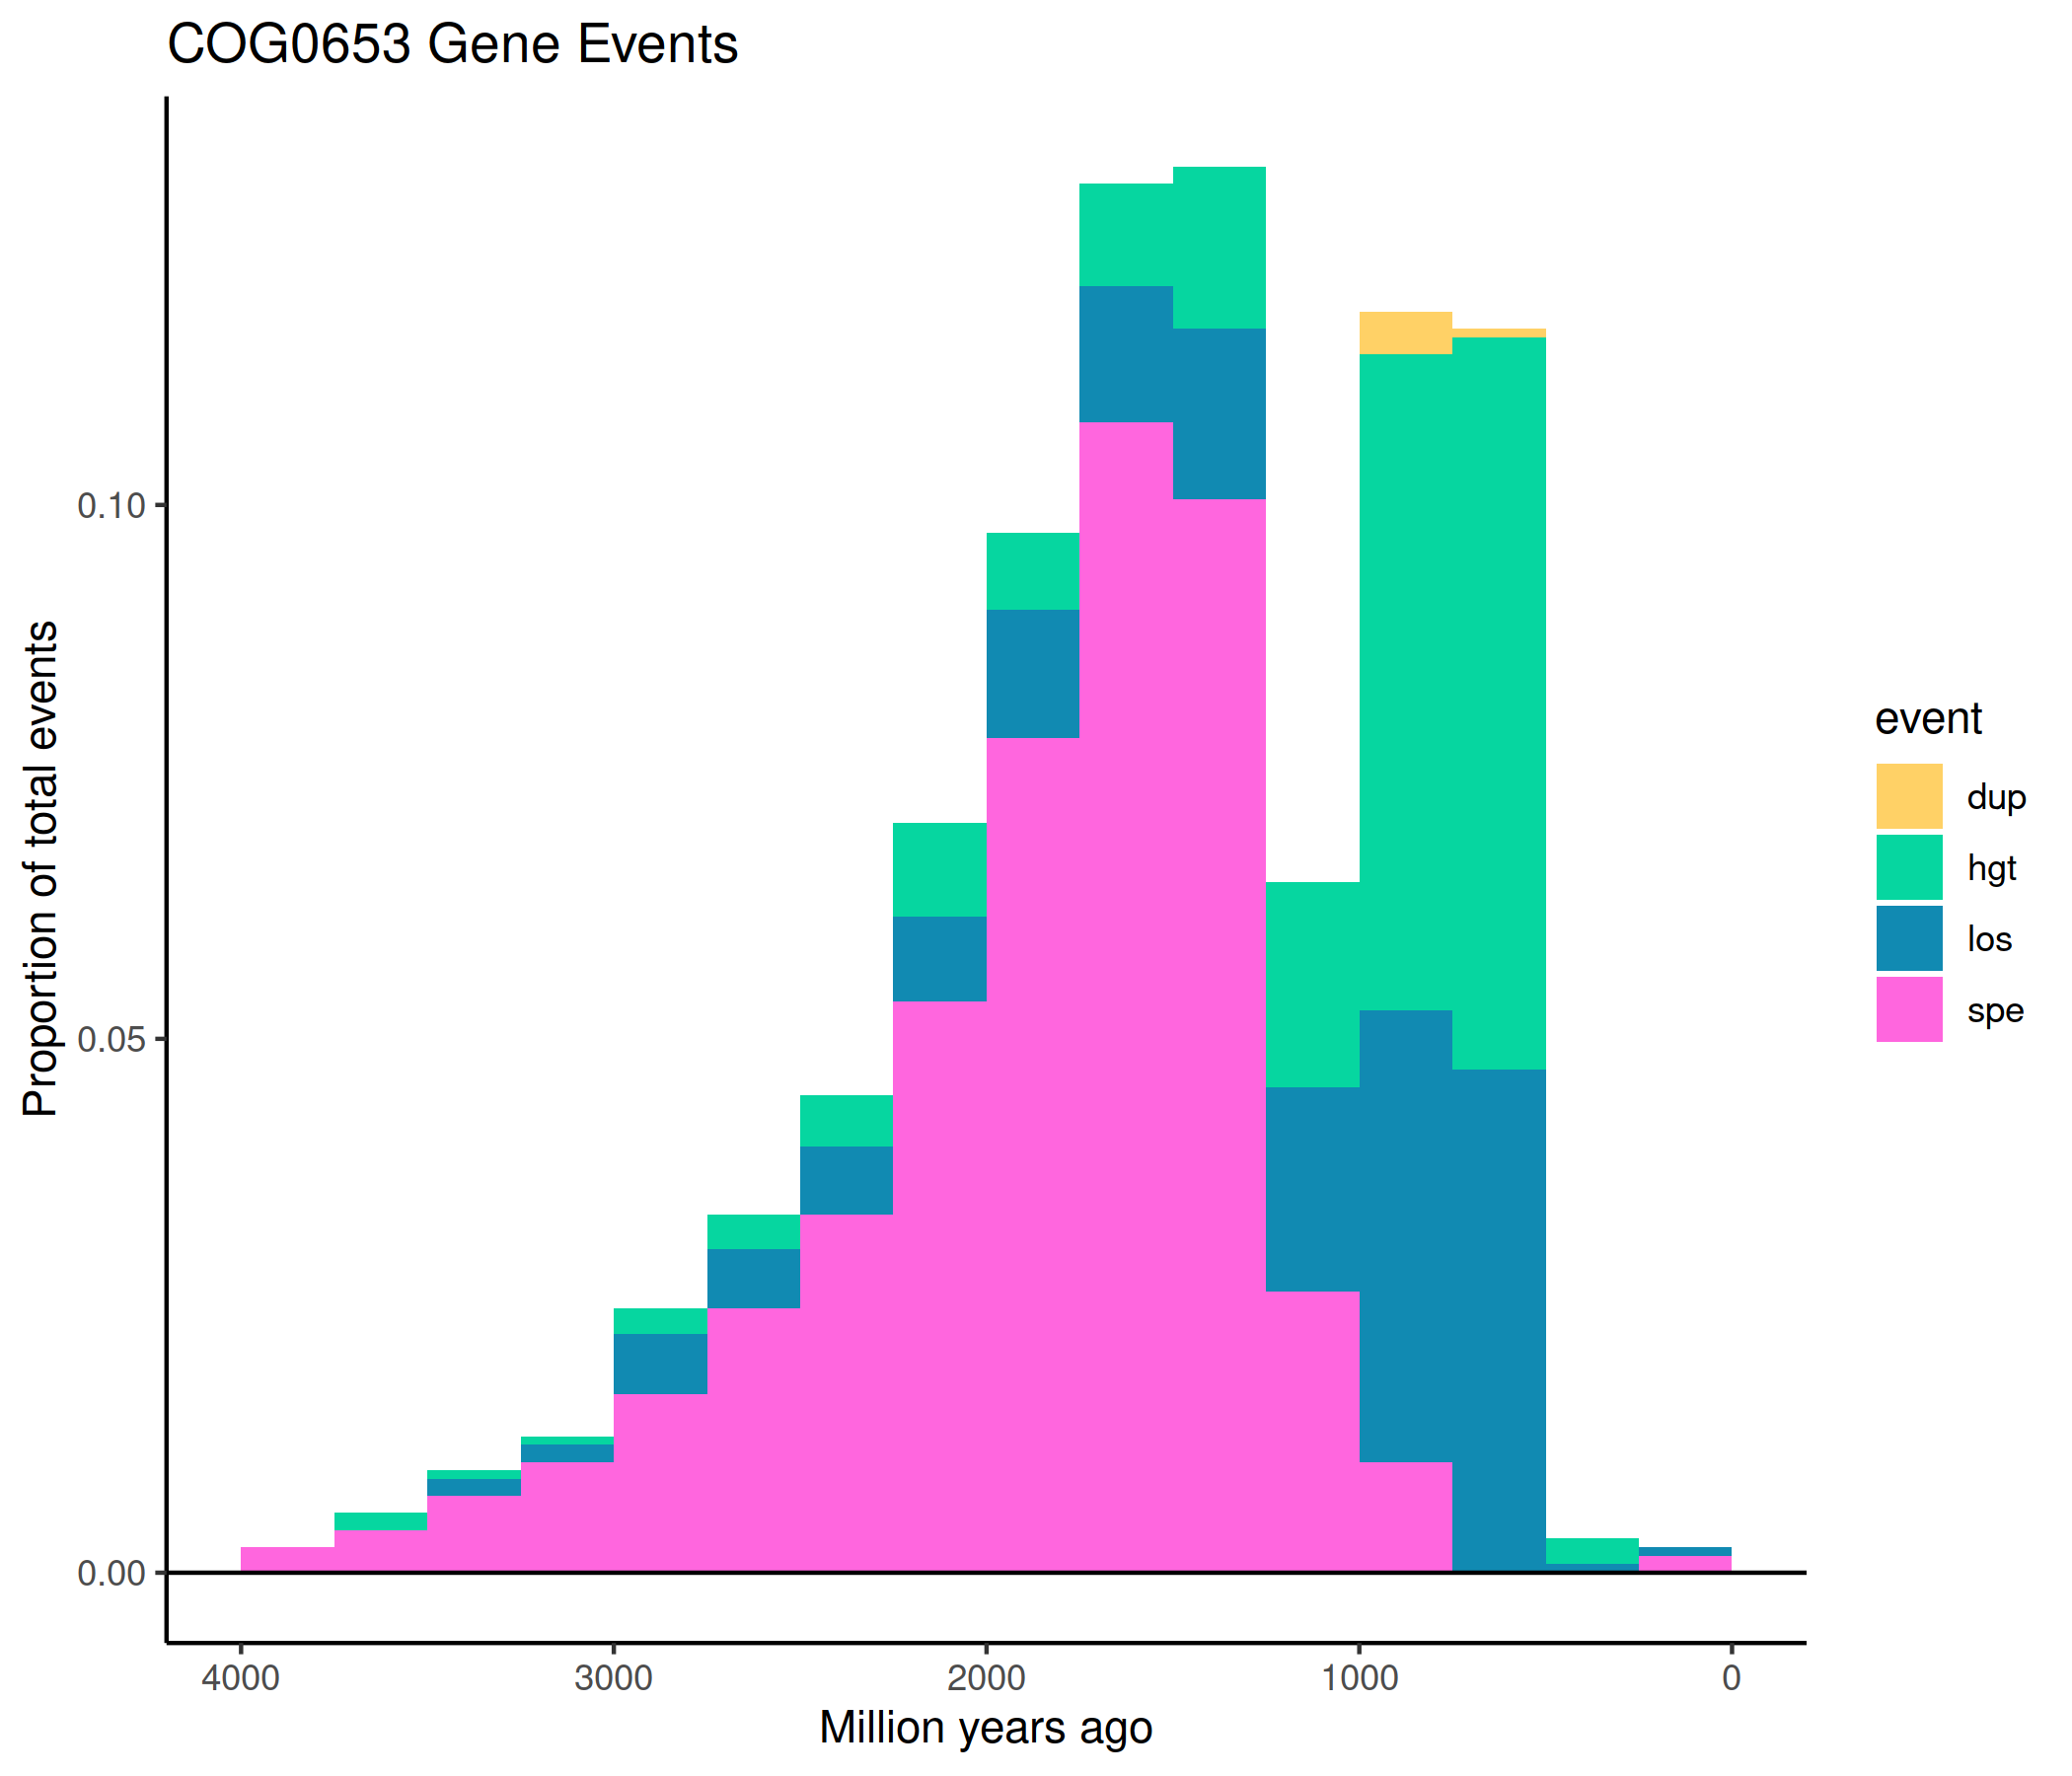 COG0653 Gene Events
Proportion of total events
0.10
0.05
0.00
4000 3000 2000 1000 0
Million years ago
event
dup
hgt
los
spe